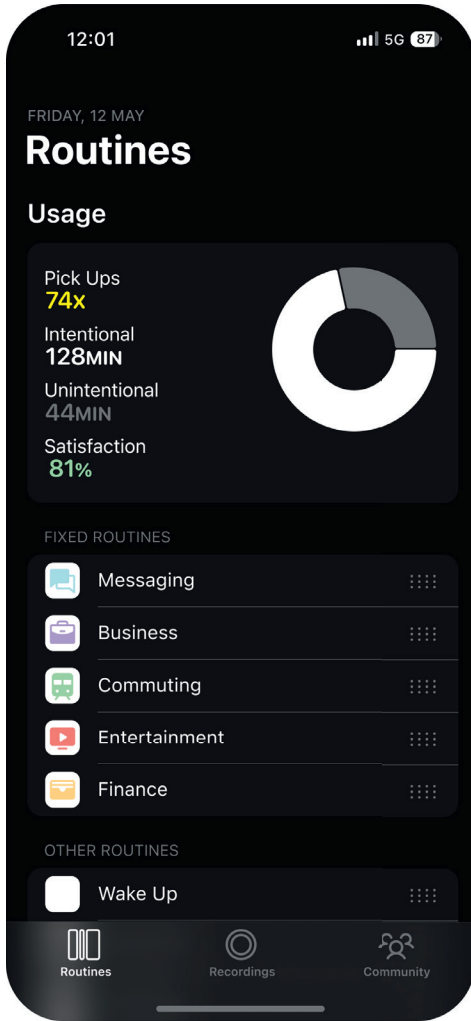 12:01
5G 87
FRIDAY, 12 MAY
Routines
Usage
Pick Ups
74x
Intentional
128MIN
Unintentional
44MIN
Satisfaction
81%
FIXED ROUTINES
Messaging
Business
Commuting
Entertainment
Finance
OTHER ROUTINES
Wake Up
Routines Recordings Community